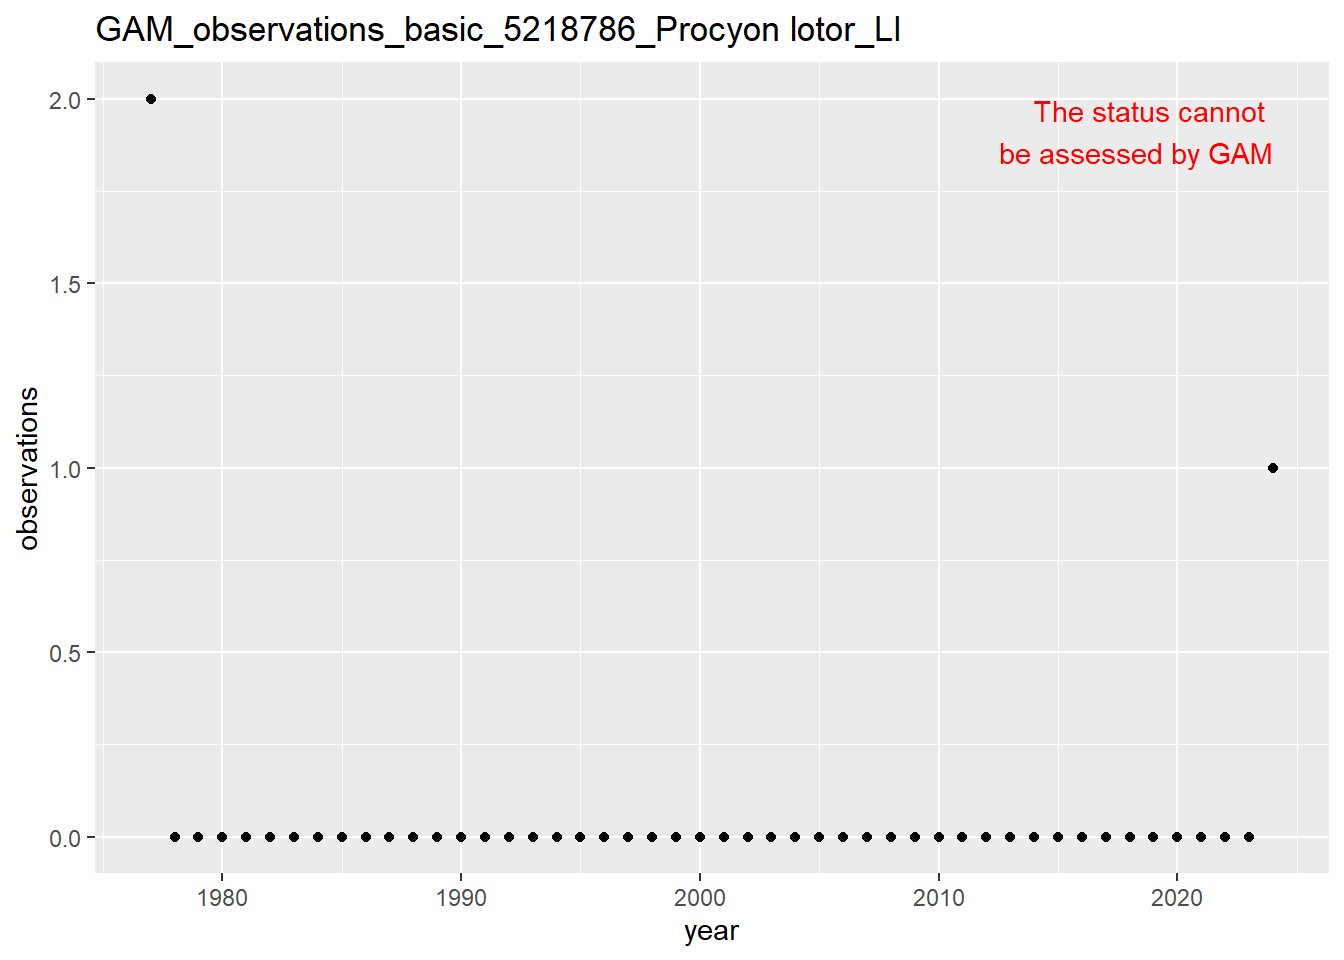 GAM_observations_basic_5218786_Procyon lotor_LI
The status cannot
be assessed by GAM
2.0
1.5
1.0
0.5
0.0
observations
1980 1990 2000 2010 2020
year